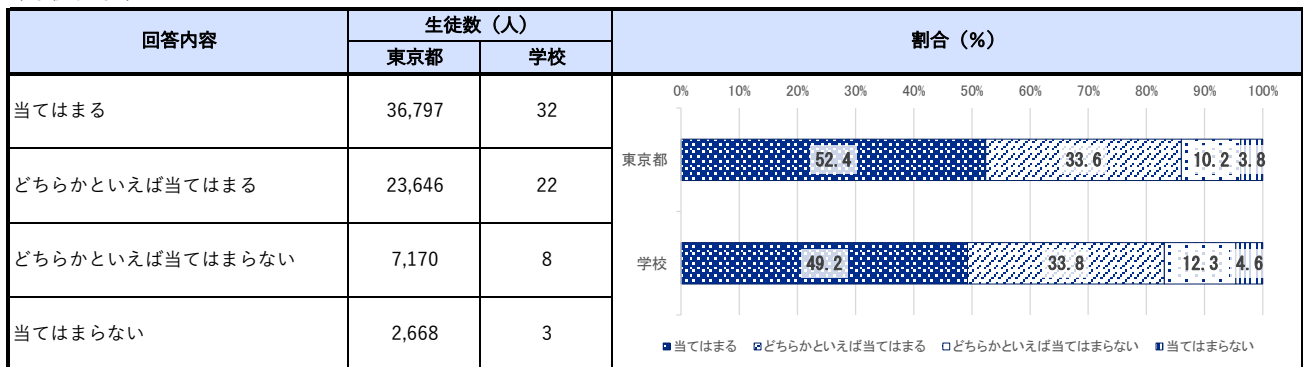 回答内容
生徒数（人）
割合（%）
東京都
学校
当てはまる
36,797
32
どちらかといえば当てはまる
23,646
22
どちらかといえば当てはまらない
7,170
8
当てはまらない
2,668
3
0% 10% 20% 30% 40% 50% 60% 70% 80% 90% 100%
東京都 52.4 33.6 10.2 3.8
学校 49.2 33.8 12.3 4.6
当てはまる どちらかといえば当てはまる どちらかといえば当てはまらない 当てはまらない